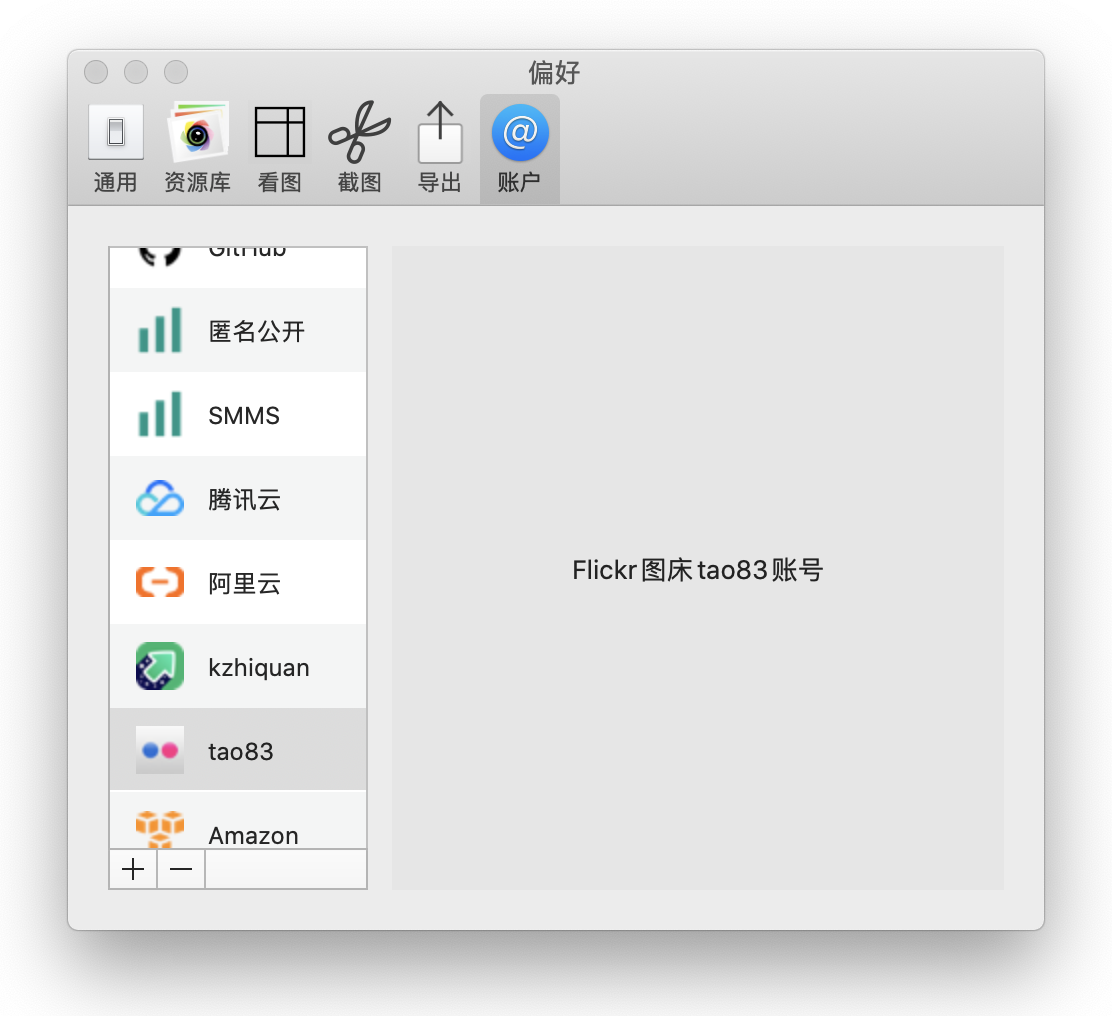 偏好
通用
资源库
看图
截图
导出
账户
GitHub
匿名公开
SMMS
腾讯云
阿里云
kzhiquan
tao83
Amazon
Flickr图床tao83账号